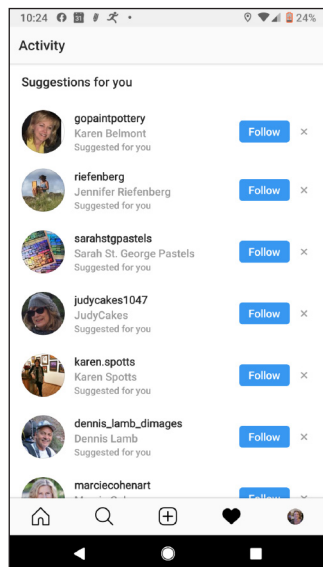 10:24 31 24%
Activity
Suggestions for you
gopaintpottery
Karen Belmont
Suggested for you
Follow ×
riefenberg
Jennifer Riefenberg
Suggested for you
Follow ×
sarahstgpastels
Sarah St. George Pastels
Suggested for you
Follow ×
judycakes1047
JudyCakes
Suggested for you
Follow ×
karen.spotts
Karen Spotts
Suggested for you
Follow ×
dennis_lamb_dimages
Dennis Lamb
Suggested for you
Follow ×
marciecohenart